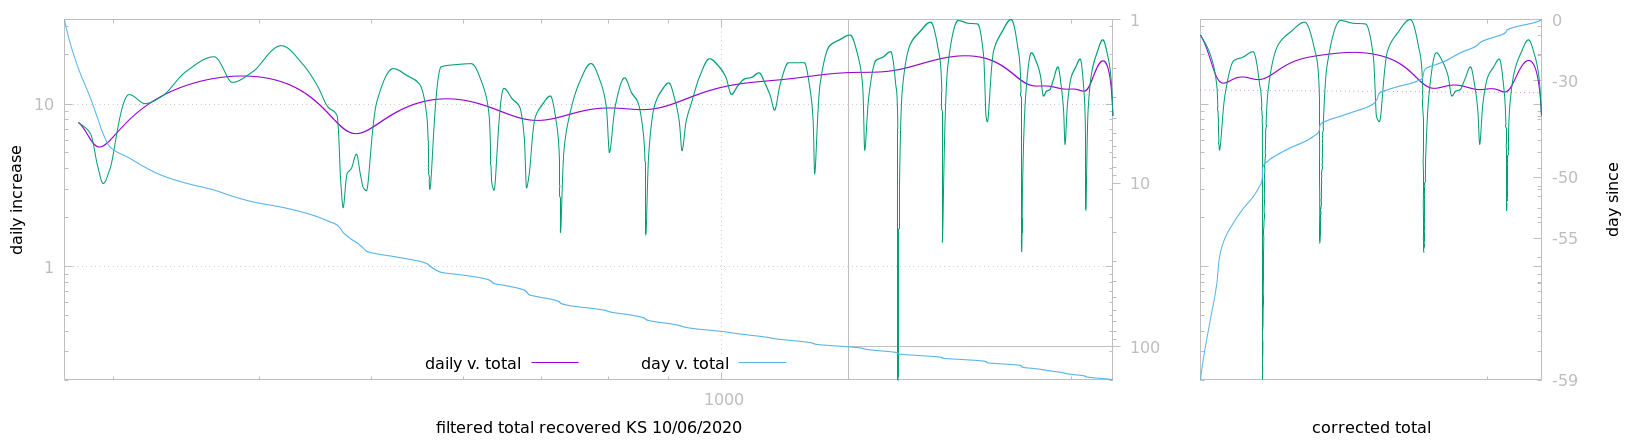 daily increase
10
1
1
10
100
1000
daily v. total
day v. total
filtered total recovered KS 10/06/2020
0
-30
-50
-55
-59
day since
corrected total